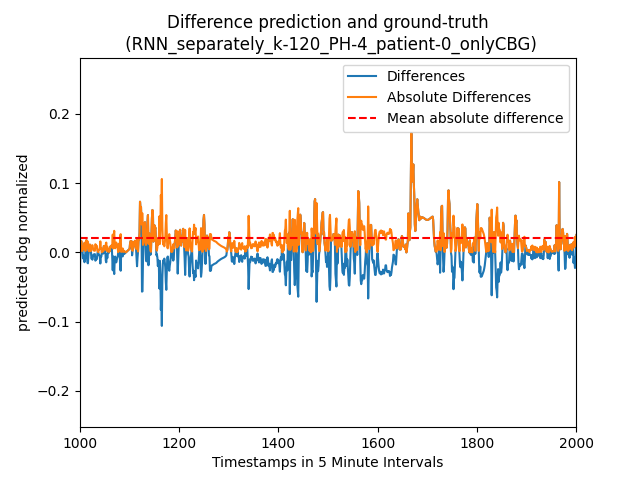 Difference prediction and ground-truth
(RNN_separately_k-120_PH-4_patient-0_onlyCBG)
Differences
Absolute Differences
Mean absolute difference
predicted cbg normalized
0.2
0.1
0.0
−0.1
−0.2
1000
1200
1400
1600
1800
2000
Timestamps in 5 Minute Intervals